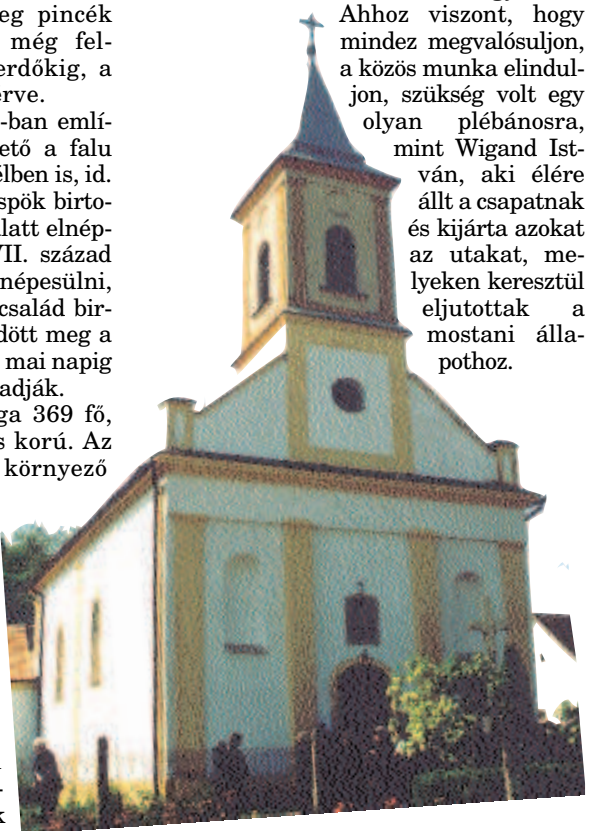 eg pincék
még fel-
erdőkig, a
erve.
-ban emlí-
ető a falu
élben is, id.
spök birto-
latt elnép-
VII. század
népesülni,
család bir-
dött meg a
mai napig
adják.
ga 369 fő,
s korú. Az
környező
k
Ahhoz viszont, hogy
mindez megvalósuljon,
a közös munka elindul-
jon, szükség volt egy
olyan plébánosra,
mint Wigand Ist-
ván, aki élére
állt a csapatnak
és kijárta azokat
az utakat, me-
lyeken keresztül
eljutottak a
mostani álla-
pothoz.